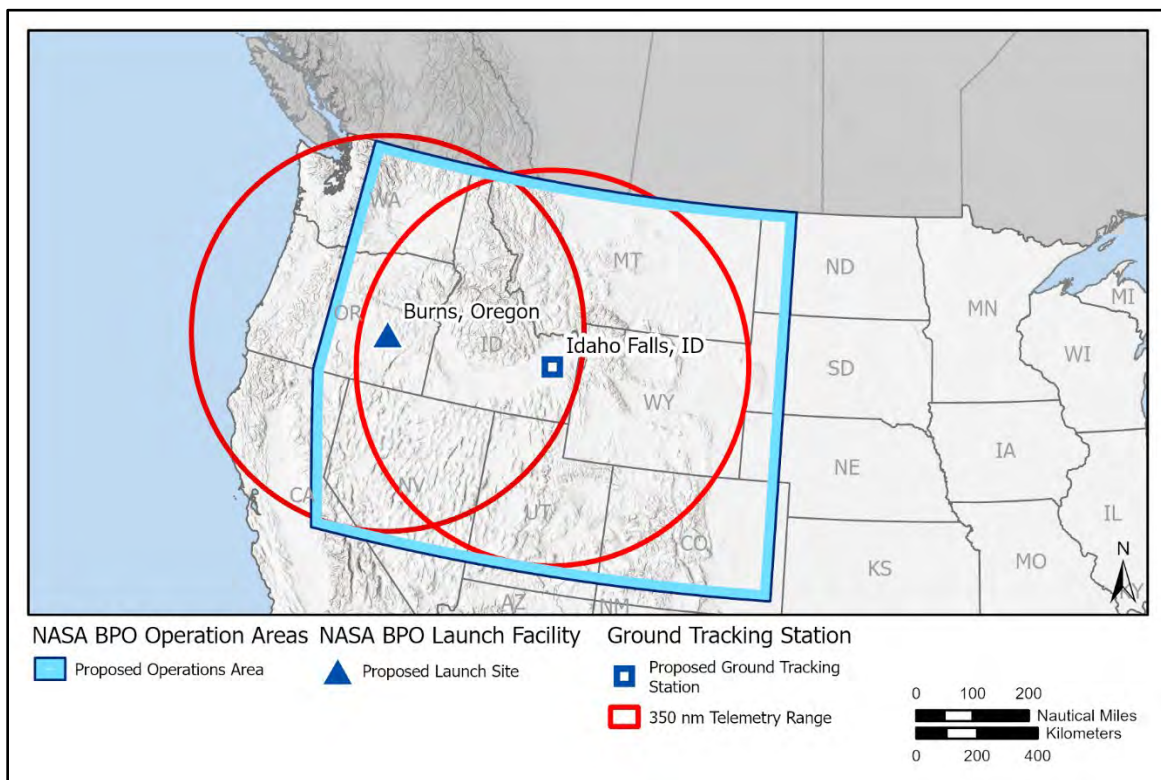 WA
MT
ND
MN
MI
OR
Burns, Oregon
ID
Idaho Falls, ID
SD
WI
WY
IA
NE
NV
UT
CA
CO
IL
KS
MO
AZ
NM
KY
N
NASA BPO Operation Areas
Proposed Operations Area
NASA BPO Launch Facility
Proposed Launch Site
Ground Tracking Station
Proposed Ground Tracking
Station
350 nm Telemetry Range
0 100 200
Nautical Miles
Kilometers
0 200 400